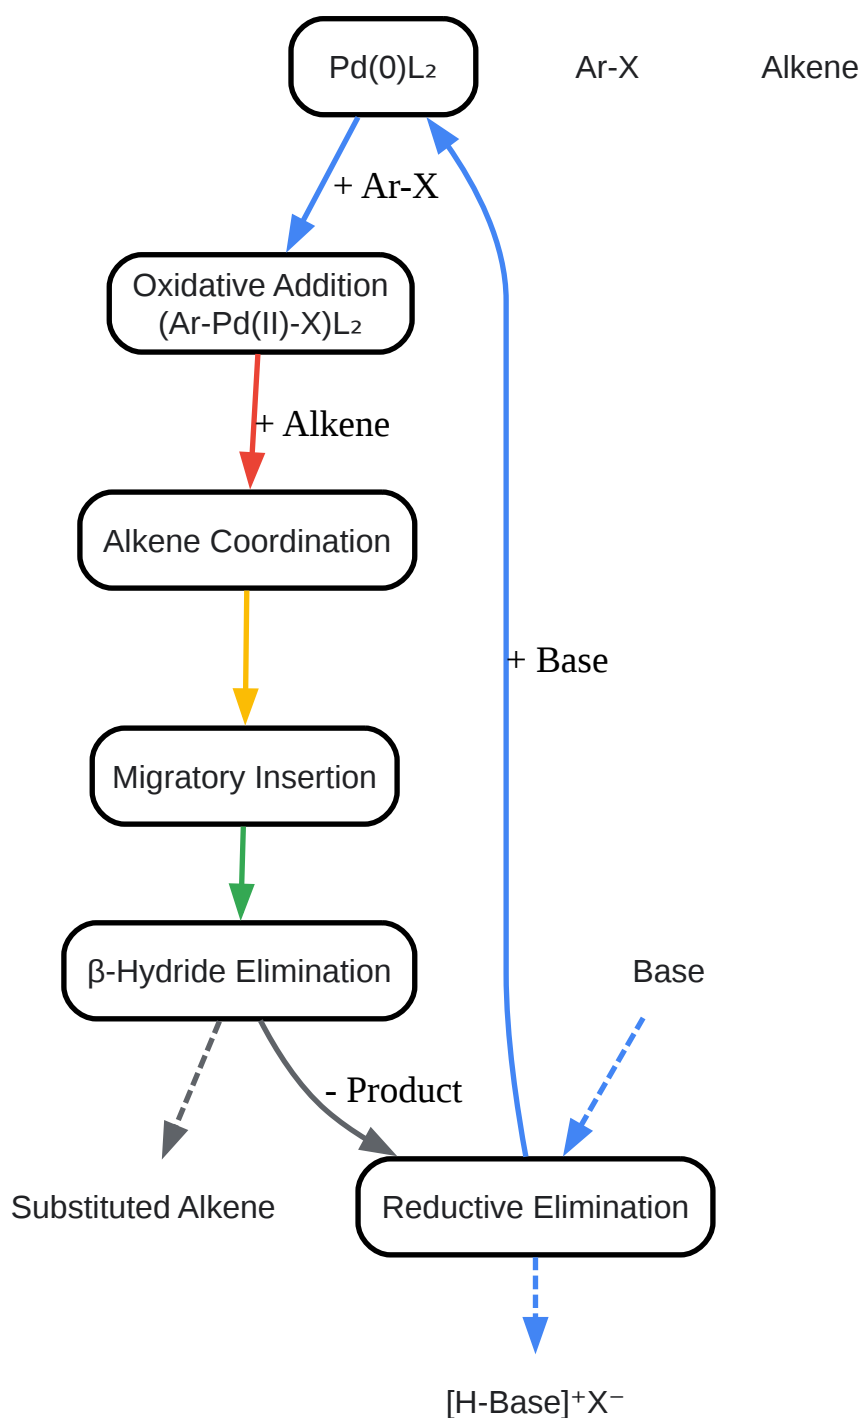 Pd(0)L₂
Ar-X
Alkene
+ Ar-X
Oxidative Addition
(Ar-Pd(II)-X)L₂
+ Alkene
Alkene Coordination
+ Base
Migratory Insertion
β-Hydride Elimination
Base
- Product
Substituted Alkene
Reductive Elimination
[H-Base]⁺X⁻